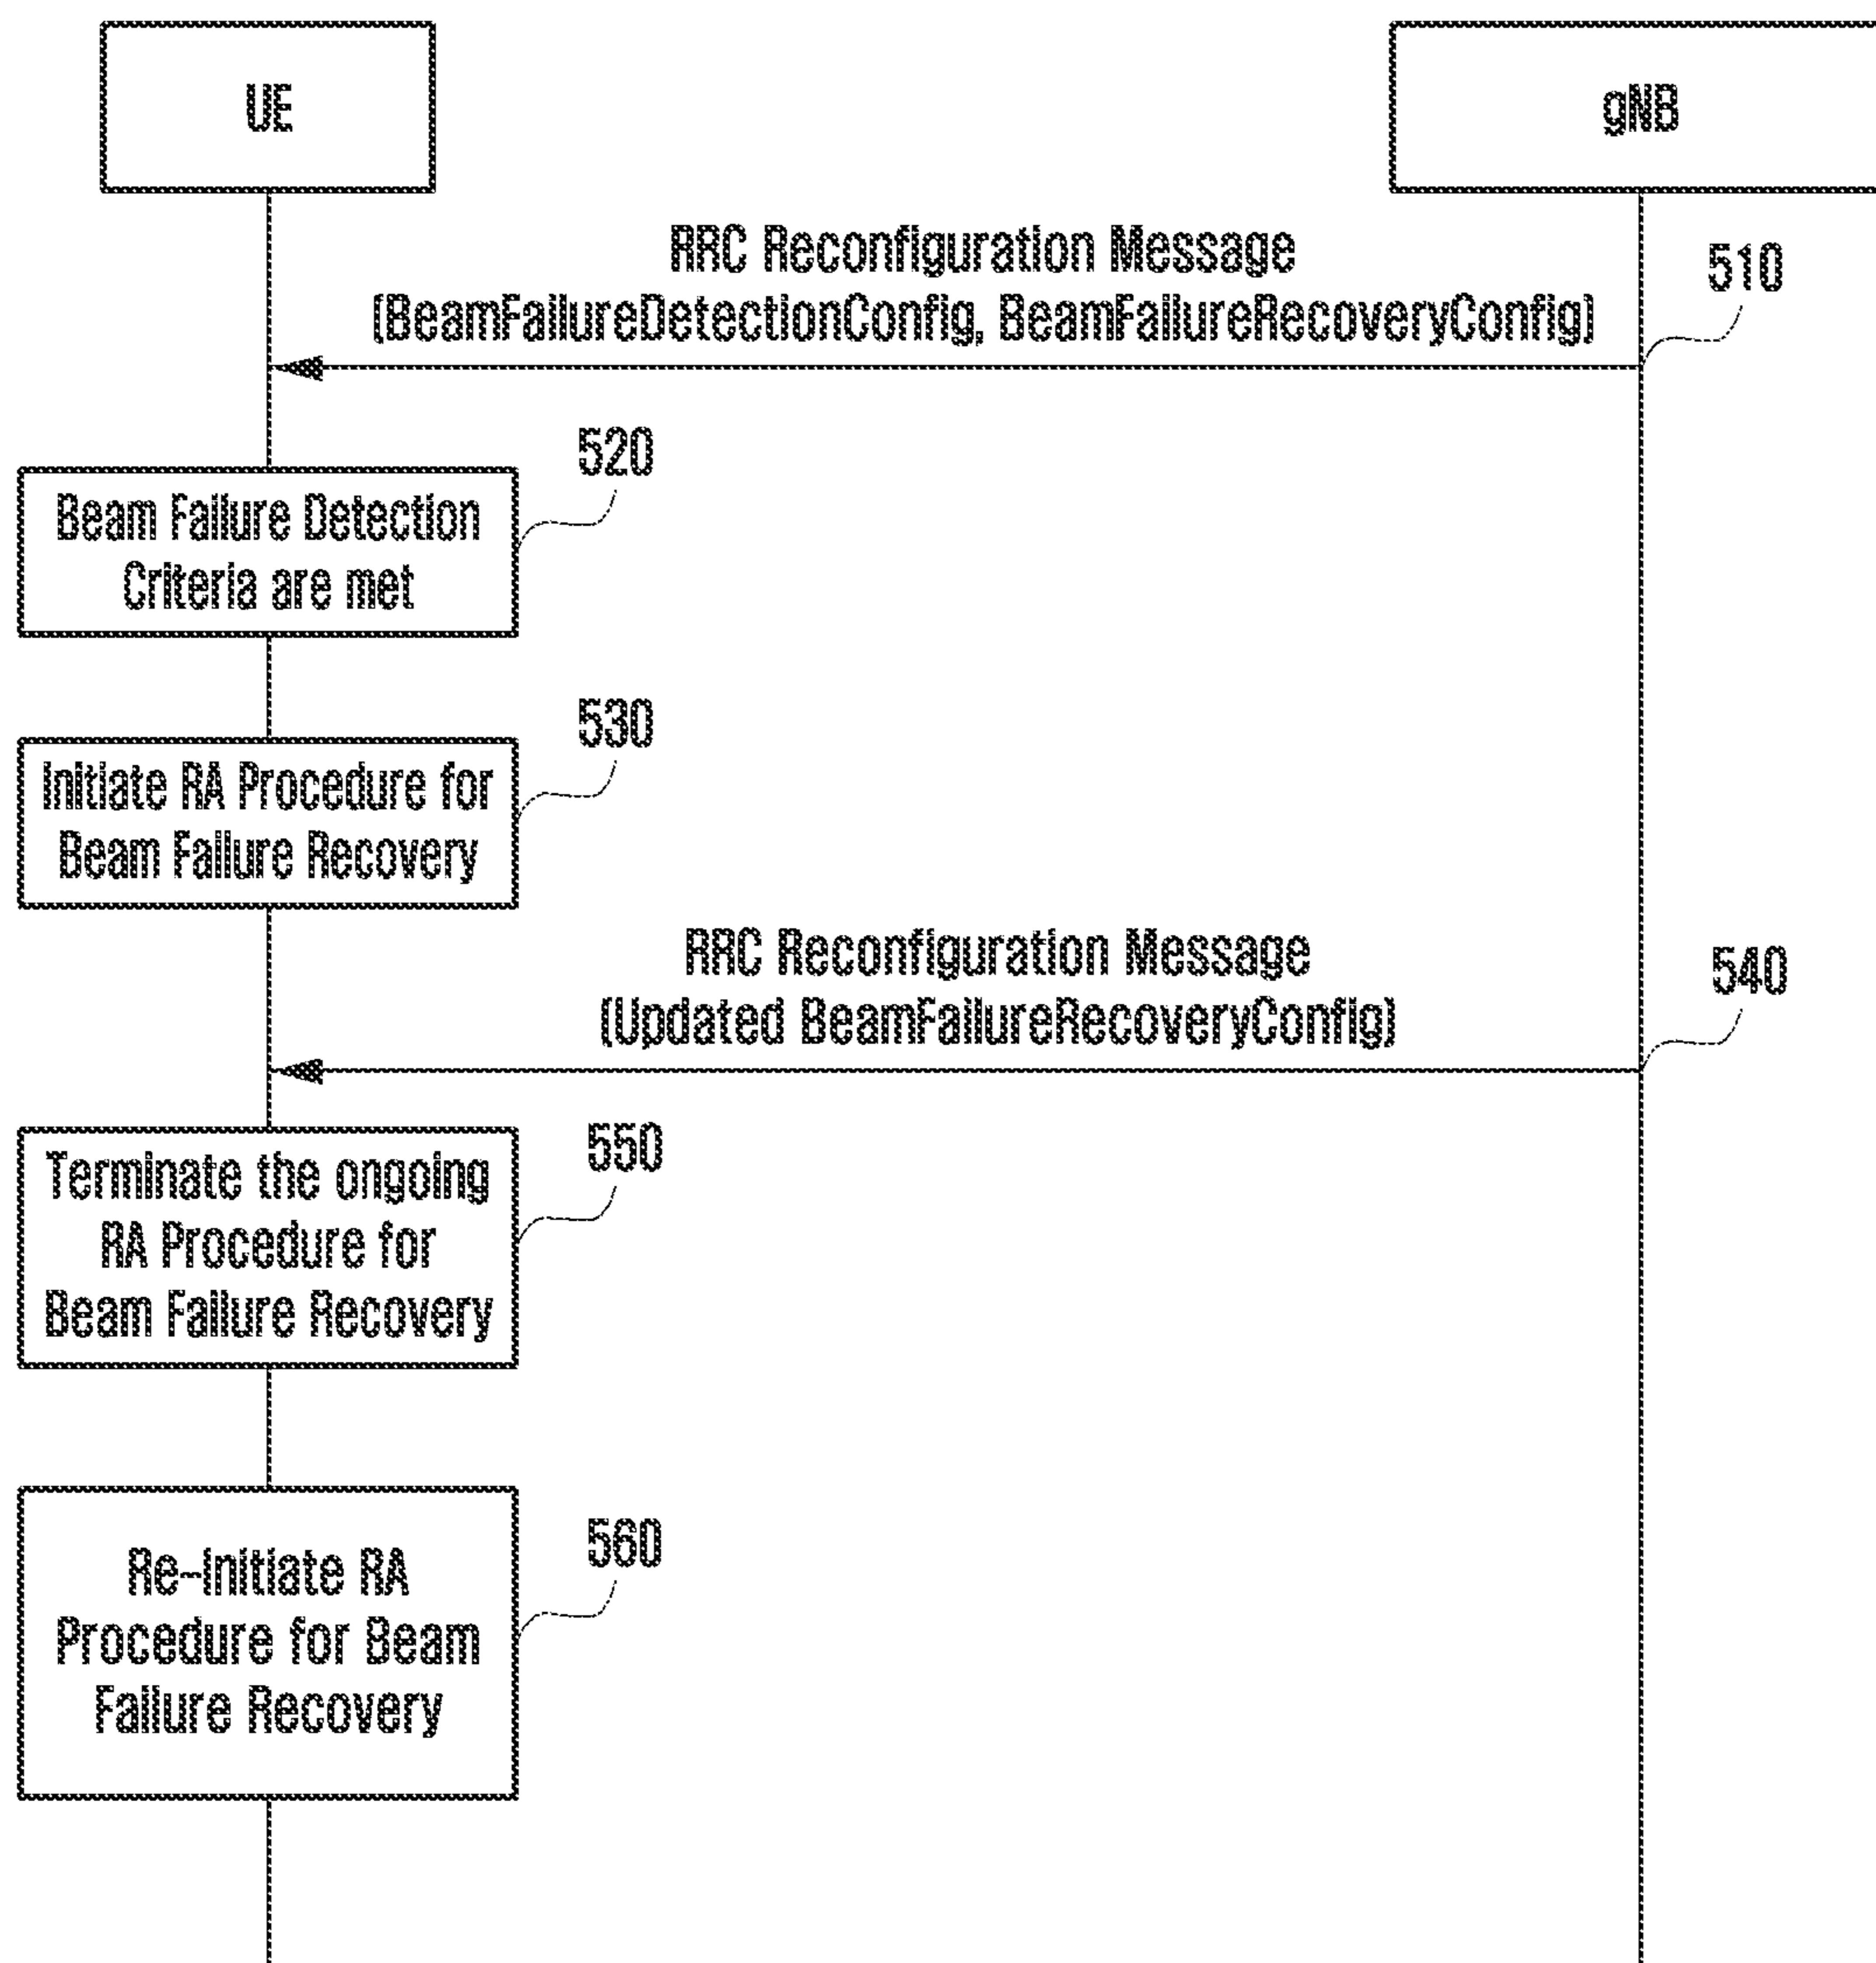 UE
gNB
RRC Reconfiguration Message
(BeamFailureDetectionConfig, BeamFailureRecoveryConfig)
510
520
Beam Failure Detection
Criteria are met
530
Initiate RA Procedure for
Beam Failure Recovery
RRC Reconfiguration Message
(Updated BeamFailureRecoveryConfig)
540
550
Terminate the ongoing
RA Procedure for
Beam Failure Recovery
560
Re-Initiate RA
Procedure for Beam
Failure Recovery